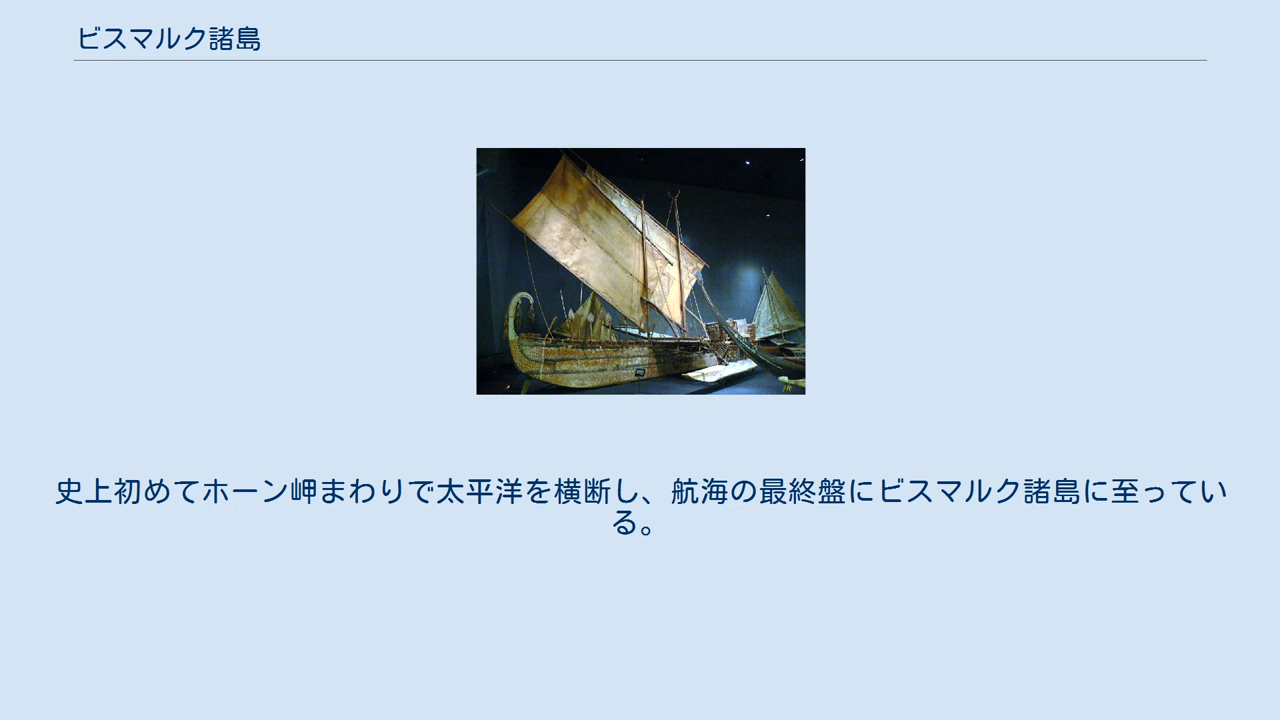 ビスマルク諸島
史上初めてホーン岬まわりで太平洋を横断し、航海の最終盤にビスマルク諸島に至ってい
る。